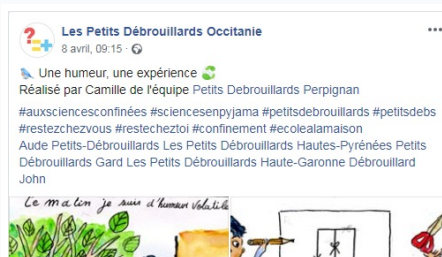 Les Petits Débrouillards Occitanie
8 avril, 09:15 ·
Une humeur, une expérience
Réalisé par Camille de l'équipe Petits Debrouillards Perpignan
#auxsciencesconfinées #sciencesenpyjama #petitsdebrouillards #petitsdebs
#restezchezvous #restecheztoi #confinement #ecolealamaison
Aude Petits-Débrouillards Les Petits Débrouillards Hautes-Pyrénées Petits
Débrouillards Gard Les Petits Débrouillards Haute-Garonne Débrouillard
John
Le matin je suis d'humeur volatile